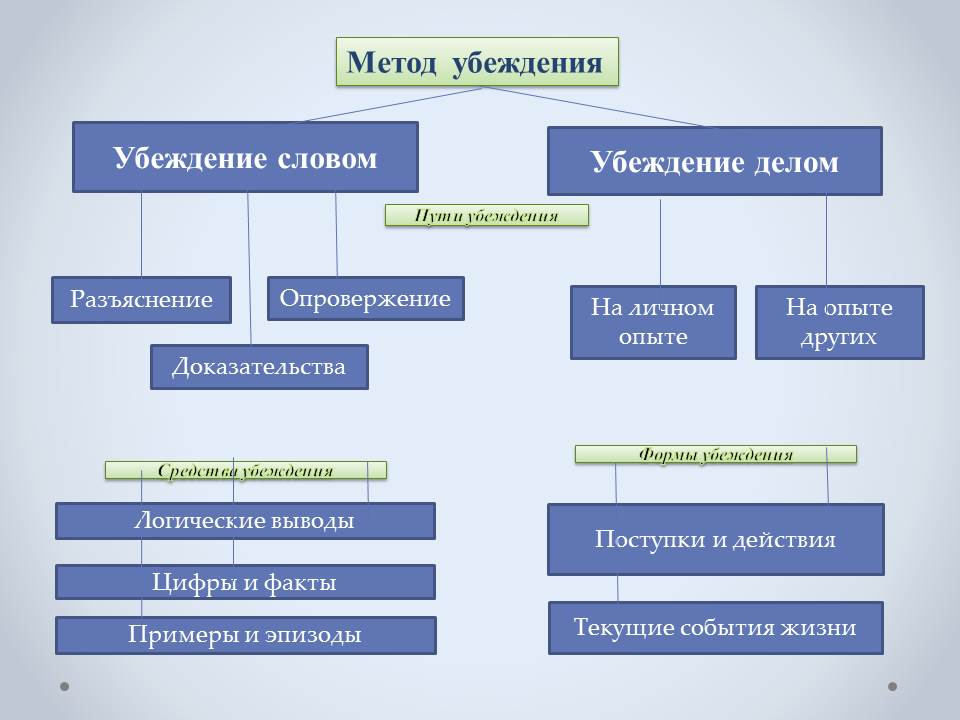 Метод убеждения
Убеждение словом
Убеждение делом
Пути убеждения
Разъяснение
Опровержение
Доказательства
На личном
опыте
На опыте
других
Средства убеждения
Логические выводы
Цифры и факты
Примеры и эпизоды
Формы убеждения
Поступки и действия
Текущие события жизни